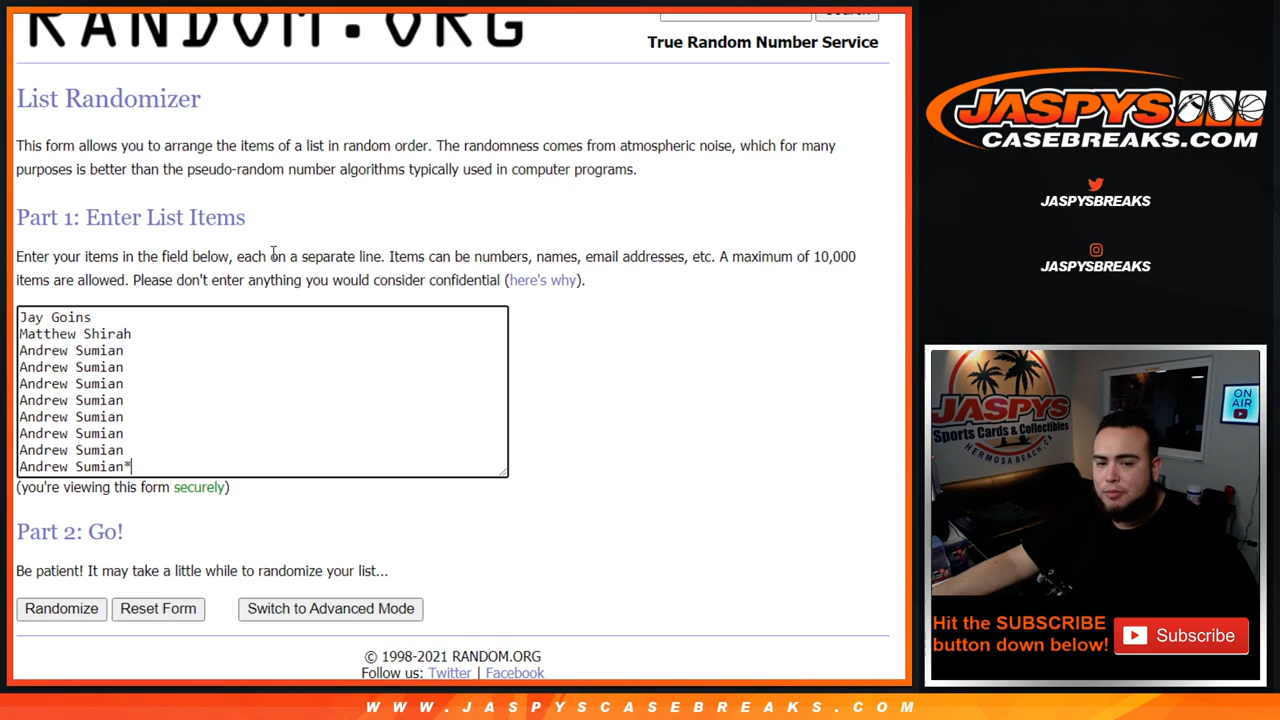 RANDOM.ORG
Search
True Random Number Service
List Randomizer
This form allows you to arrange the items of a list in random order. The randomness comes from atmospheric noise, which for many
purposes is better than the pseudo-random number algorithms typically used in computer programs.
Part 1: Enter List Items
Enter your items in the field below, each on a separate line. Items can be numbers, names, email addresses, etc. A maximum of 10,000
items are allowed. Please don't enter anything you would consider confidential (here's why).
Jay Goins
Matthew Shirah
Andrew Sumian
Andrew Sumian
Andrew Sumian
Andrew Sumian
Andrew Sumian
Andrew Sumian
Andrew Sumian
Andrew Sumian*
(you're viewing this form securely)
Part 2: Go!
Be patient! It may take a little while to randomize your list...
Randomize
Reset Form
Switch to Advanced Mode
© 1998-2021 RANDOM.ORG
Follow us: Twitter | Facebook
JASPYS
CASEBREAKS.COM
JASPYSBREAKS
JASPYSBREAKS
JASPYS
Sports Cards & Collectibles
HERMOSA BEACH, CA
ON
AIR
Hit the SUBSCRIBE
button down below!
Subscribe
WWW.JASPYSCASEBREAKS.COM